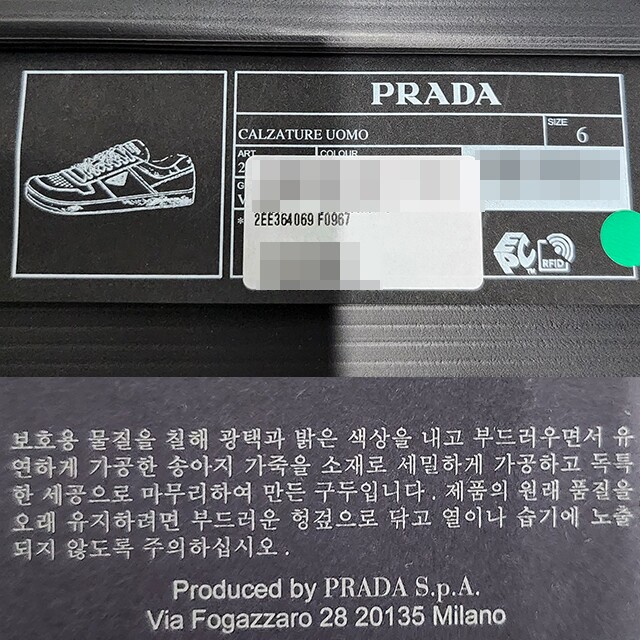 PRADA
CALZATURE UOMO
SIZE 6
ART COLOUR
2EE364069 F0967
EPC TM RFID
보호용 물질을 칠해 광택과 밝은 색상을 내고 부드러우면서 유
연하게 가공한 송아지 가죽을 소재로 세밀하게 가공하고 독특
한 세공으로 마무리하여 만든 구두입니다. 제품의 원래 품질을
오래 유지하려면 부드러운 헝겊으로 닦고 열이나 습기에 노출
되지 않도록 주의하십시오.
Produced by PRADA S.p.A.
Via Fogazzaro 28 20135 Milano